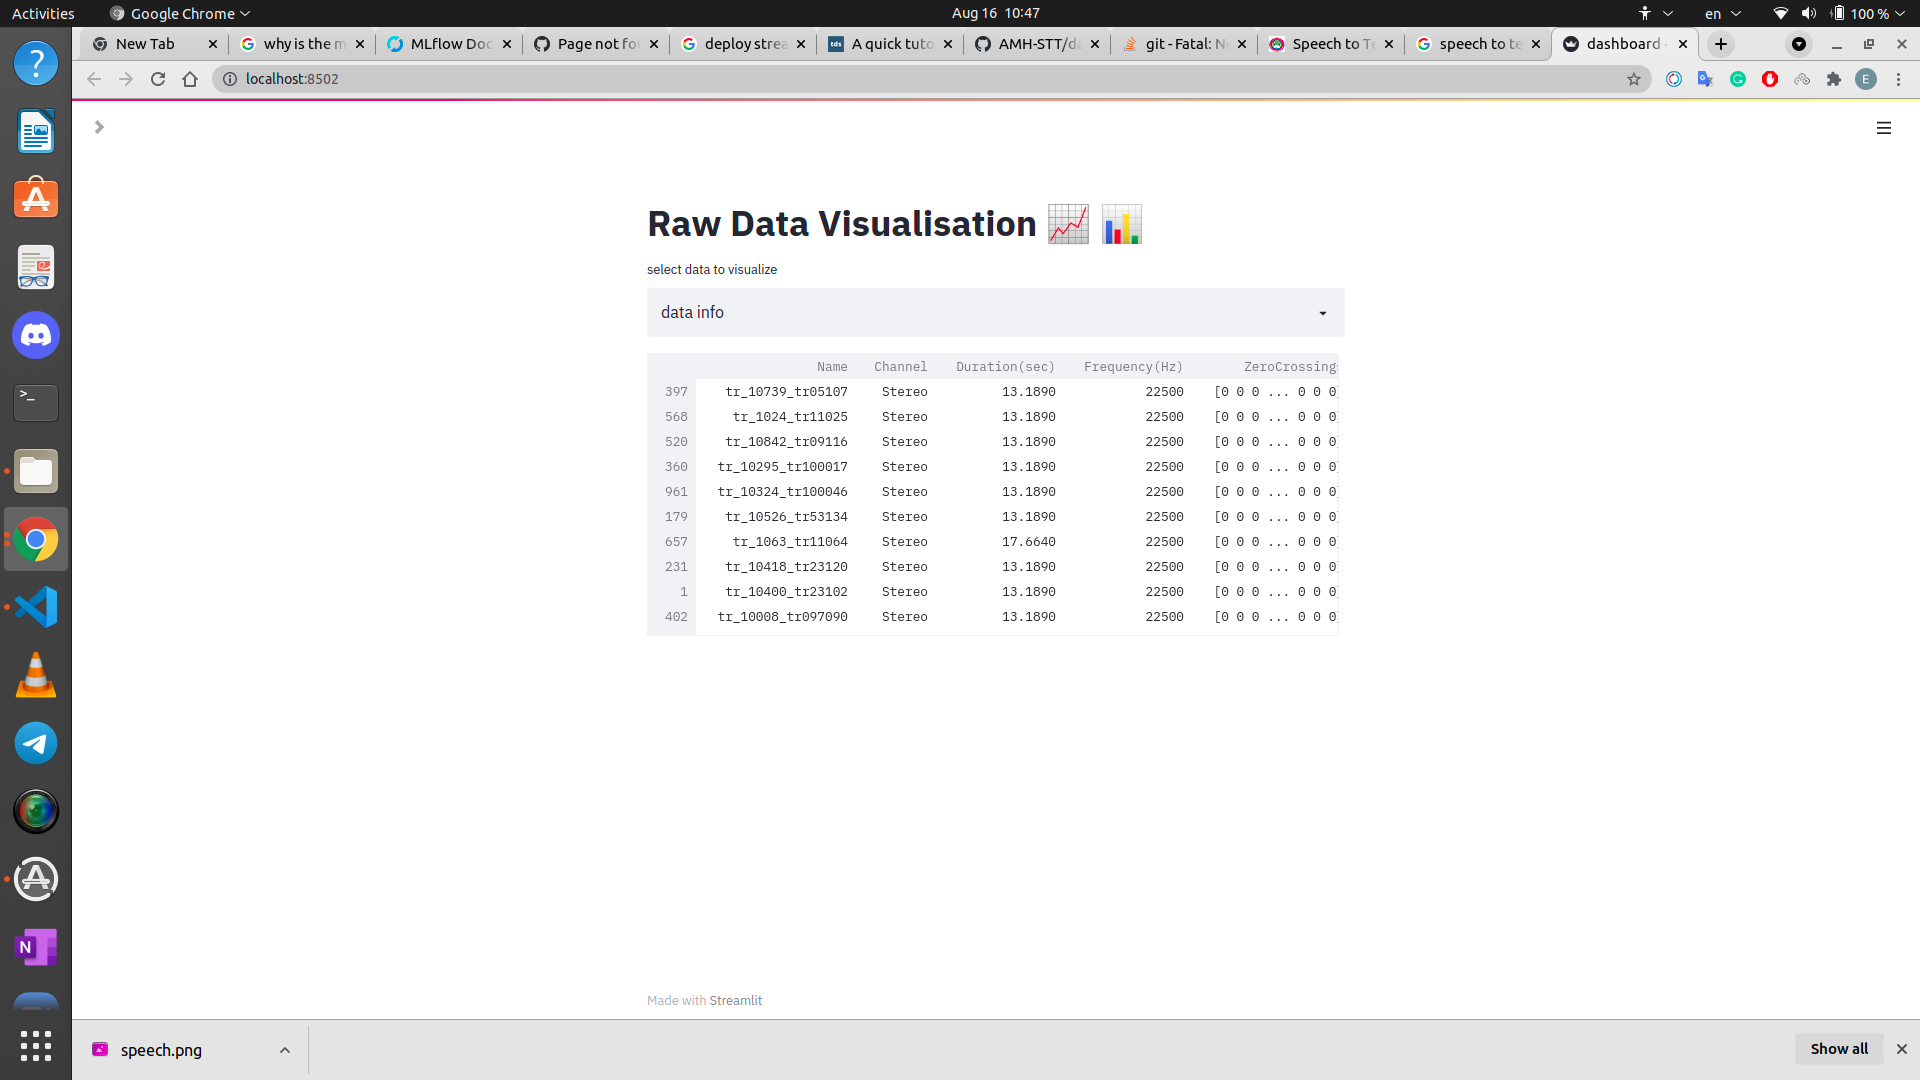 Activities Google Chrome Aug 16 10:47 en 100 %
New Tab why is the m MLflow Doc Page not fo deploy strea A quick tuto AMH-STT/da git - Fatal: N Speech to Te speech to te dashboard
localhost:8502
Raw Data Visualisation
select data to visualize
data info
Name Channel Duration(sec) Frequency(Hz) ZeroCrossing
397 tr_10739_tr05107 Stereo 13.1890 22500 [0 0 0 ... 0 0 0]
568 tr_1024_tr11025 Stereo 13.1890 22500 [0 0 0 ... 0 0 0]
520 tr_10842_tr09116 Stereo 13.1890 22500 [0 0 0 ... 0 0 0]
360 tr_10295_tr100017 Stereo 13.1890 22500 [0 0 0 ... 0 0 0]
961 tr_10324_tr100046 Stereo 13.1890 22500 [0 0 0 ... 0 0 0]
179 tr_10526_tr53134 Stereo 13.1890 22500 [0 0 0 ... 0 0 0]
657 tr_1063_tr11064 Stereo 17.6640 22500 [0 0 0 ... 0 0 0]
231 tr_10418_tr23120 Stereo 13.1890 22500 [0 0 0 ... 0 0 0]
1 tr_10400_tr23102 Stereo 13.1890 22500 [0 0 0 ... 0 0 0]
402 tr_10008_tr097090 Stereo 13.1890 22500 [0 0 0 ... 0 0 0]
Made with Streamlit
speech.png Show all